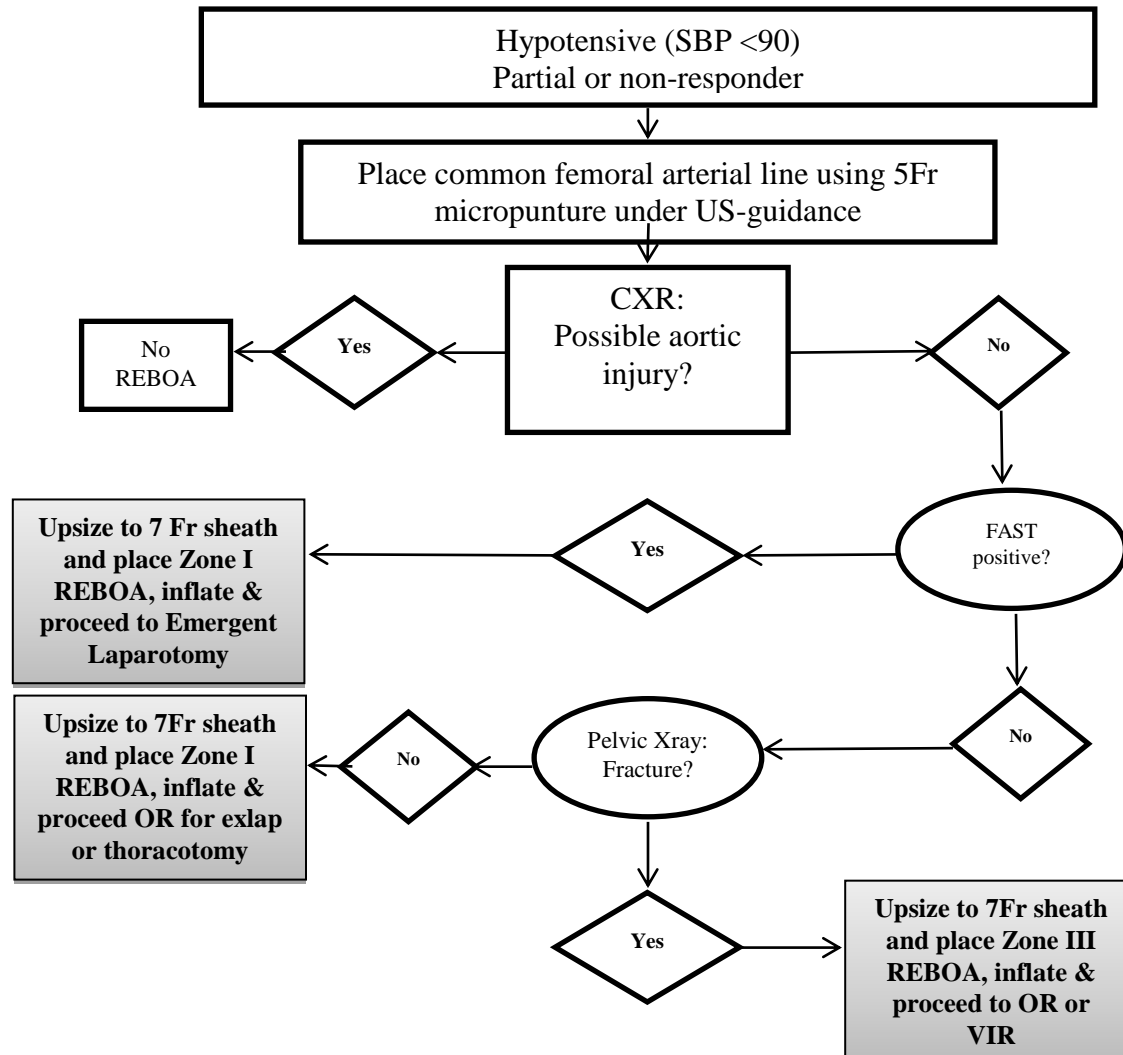 Hypotensive (SBP <90)
Partial or non-responder
Place common femoral arterial line using 5Fr
micropunture under US-guidance
CXR:
Possible aortic
injury?
Yes
No
REBOA
No
FAST
positive?
Yes
Upsize to 7 Fr sheath
and place Zone I
REBOA, inflate &
proceed to Emergent
Laparotomy
No
Pelvic Xray:
Fracture?
No
Upsize to 7Fr sheath
and place Zone I
REBOA, inflate &
proceed OR for exlap
or thoracotomy
Yes
Upsize to 7Fr sheath
and place Zone III
REBOA, inflate &
proceed to OR or
VIR